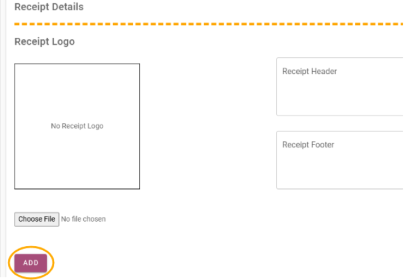 Receipt Details
Receipt Logo
No Receipt Logo
Receipt Header
Receipt Footer
Choose File No file chosen
ADD